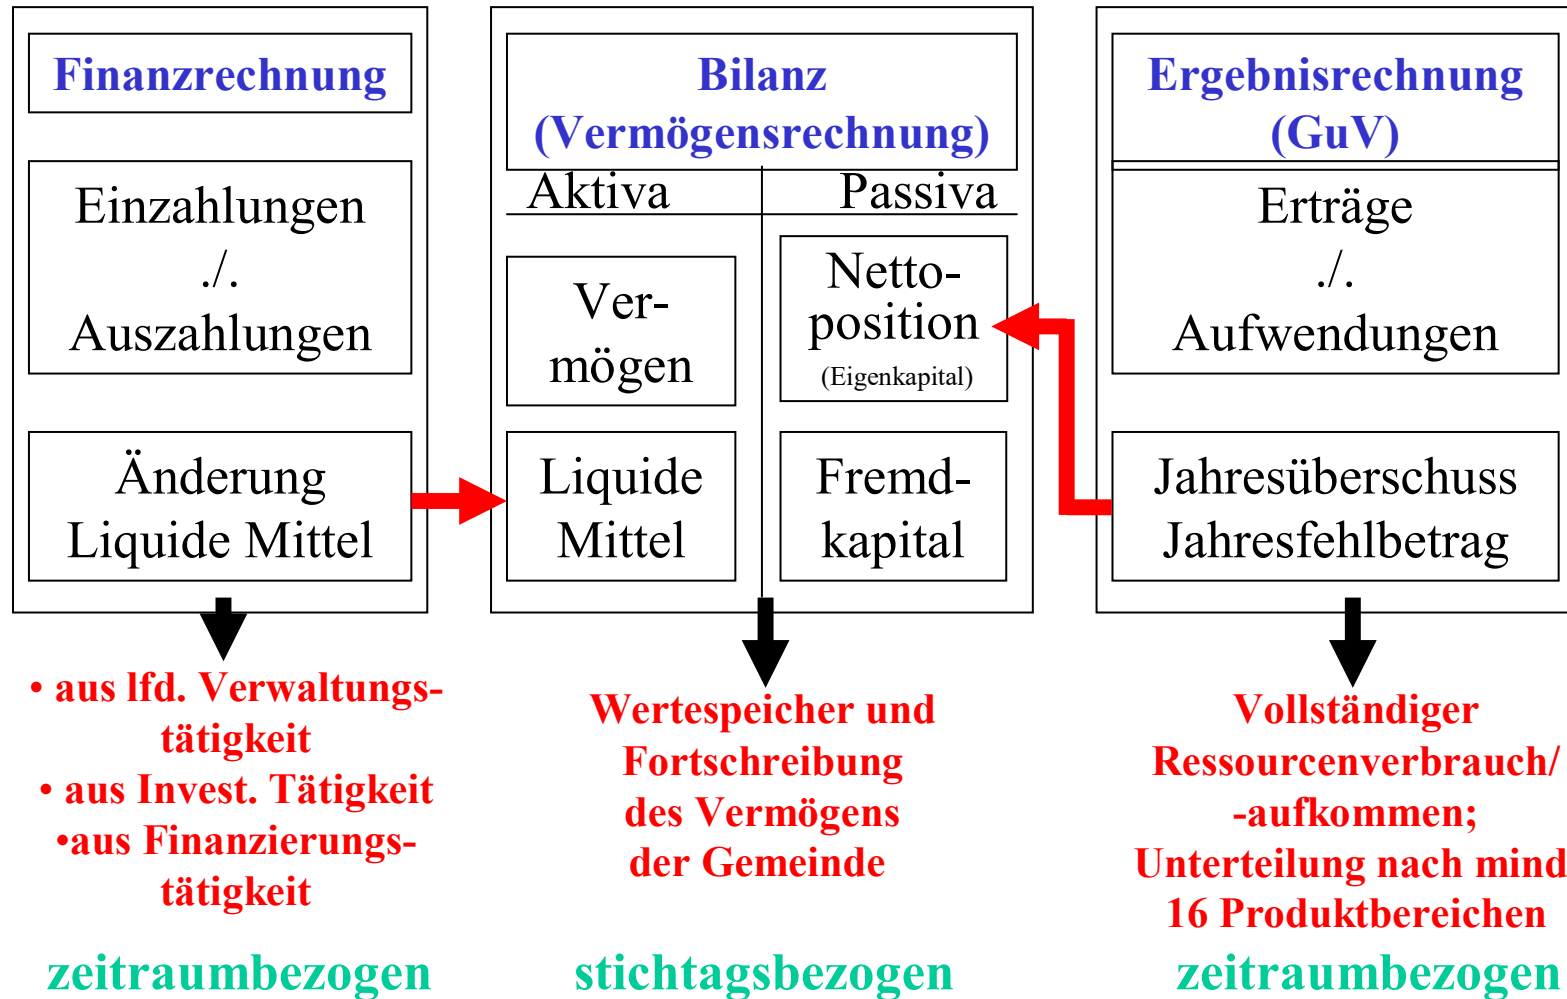 Finanzrechnung
Einzahlungen
./.
Auszahlungen
Änderung
Liquide Mittel
• aus lfd. Verwaltungs-
tätigkeit
• aus Invest. Tätigkeit
•aus Finanzierungs-
tätigkeit
zeitraumbezogen
Bilanz
(Vermögensrechnung)
Aktiva
Passiva
Ver-
mögen
Netto-
position
(Eigenkapital)
Liquide
Mittel
Fremd-
kapital
Wertespeicher und
Fortschreibung
des Vermögens
der Gemeinde
stichtagsbezogen
Ergebnisrechnung
(GuV)
Erträge
./.
Aufwendungen
Jahresüberschuss
Jahresfehlbetrag
Vollständiger
Ressourcenverbrauch/
-aufkommen;
Unterteilung nach mind
16 Produktbereichen
zeitraumbezogen